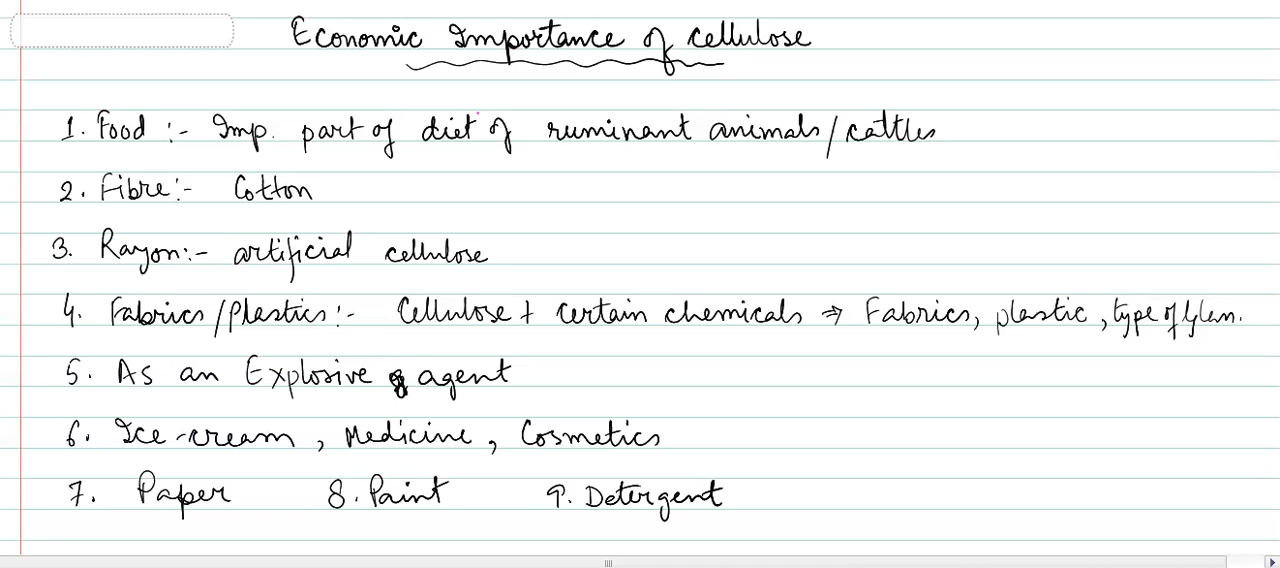 Economic Importance of cellulose
1. Food :- Imp. part of diet of ruminant animals/cattles
2. Fibre:- Cotton
3. Rayon:- artificial cellulose
4. Fabrics/Plastics:- Cellulose + certain chemicals ⇒ Fabrics, plastic, type of
5. As an Explosive agent
6. Ice-cream, Medicine, Cosmetics
7. Paper 8. Paint 9. Detergent